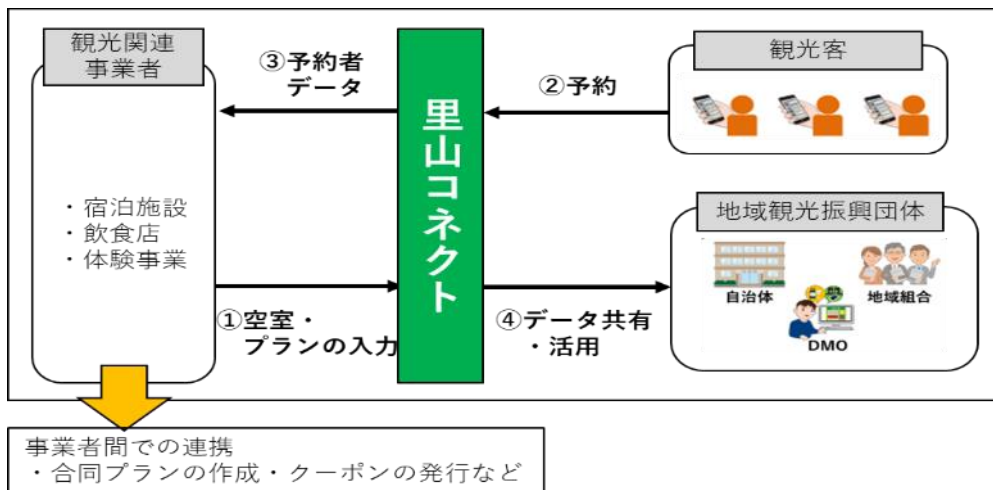 観光関連
事業者
・宿泊施設
・飲食店
・体験事業
③予約者
データ
①空室・
プランの入力
里山コネクト
②予約
④データ共有
・活用
観光客
地域観光振興団体
自治体
地域組合
DMO
事業者間での連携
・合同プランの作成・クーポンの発行など